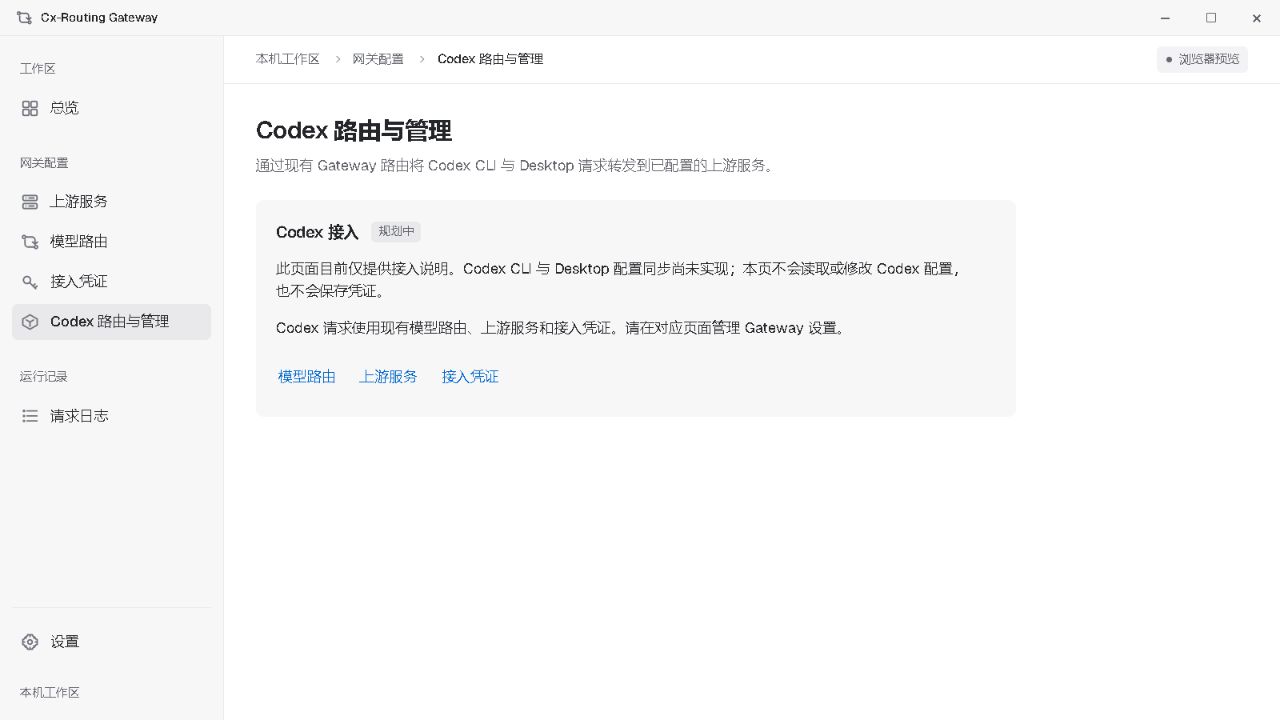 Cx-Routing Gateway
工作区
总览
网关配置
上游服务
模型路由
接入凭证
Codex 路由与管理
运行记录
请求日志
设置
本机工作区
本机工作区 › 网关配置 › Codex 路由与管理
浏览器预览
Codex 路由与管理
通过现有 Gateway 路由将 Codex CLI 与 Desktop 请求转发到已配置的上游服务。
Codex 接入 规划中
此页面目前仅提供接入说明。Codex CLI 与 Desktop 配置同步尚未实现；本页不会读取或修改 Codex 配置，
也不会保存凭证。
Codex 请求使用现有模型路由、上游服务和接入凭证。请在对应页面管理 Gateway 设置。
模型路由 上游服务 接入凭证